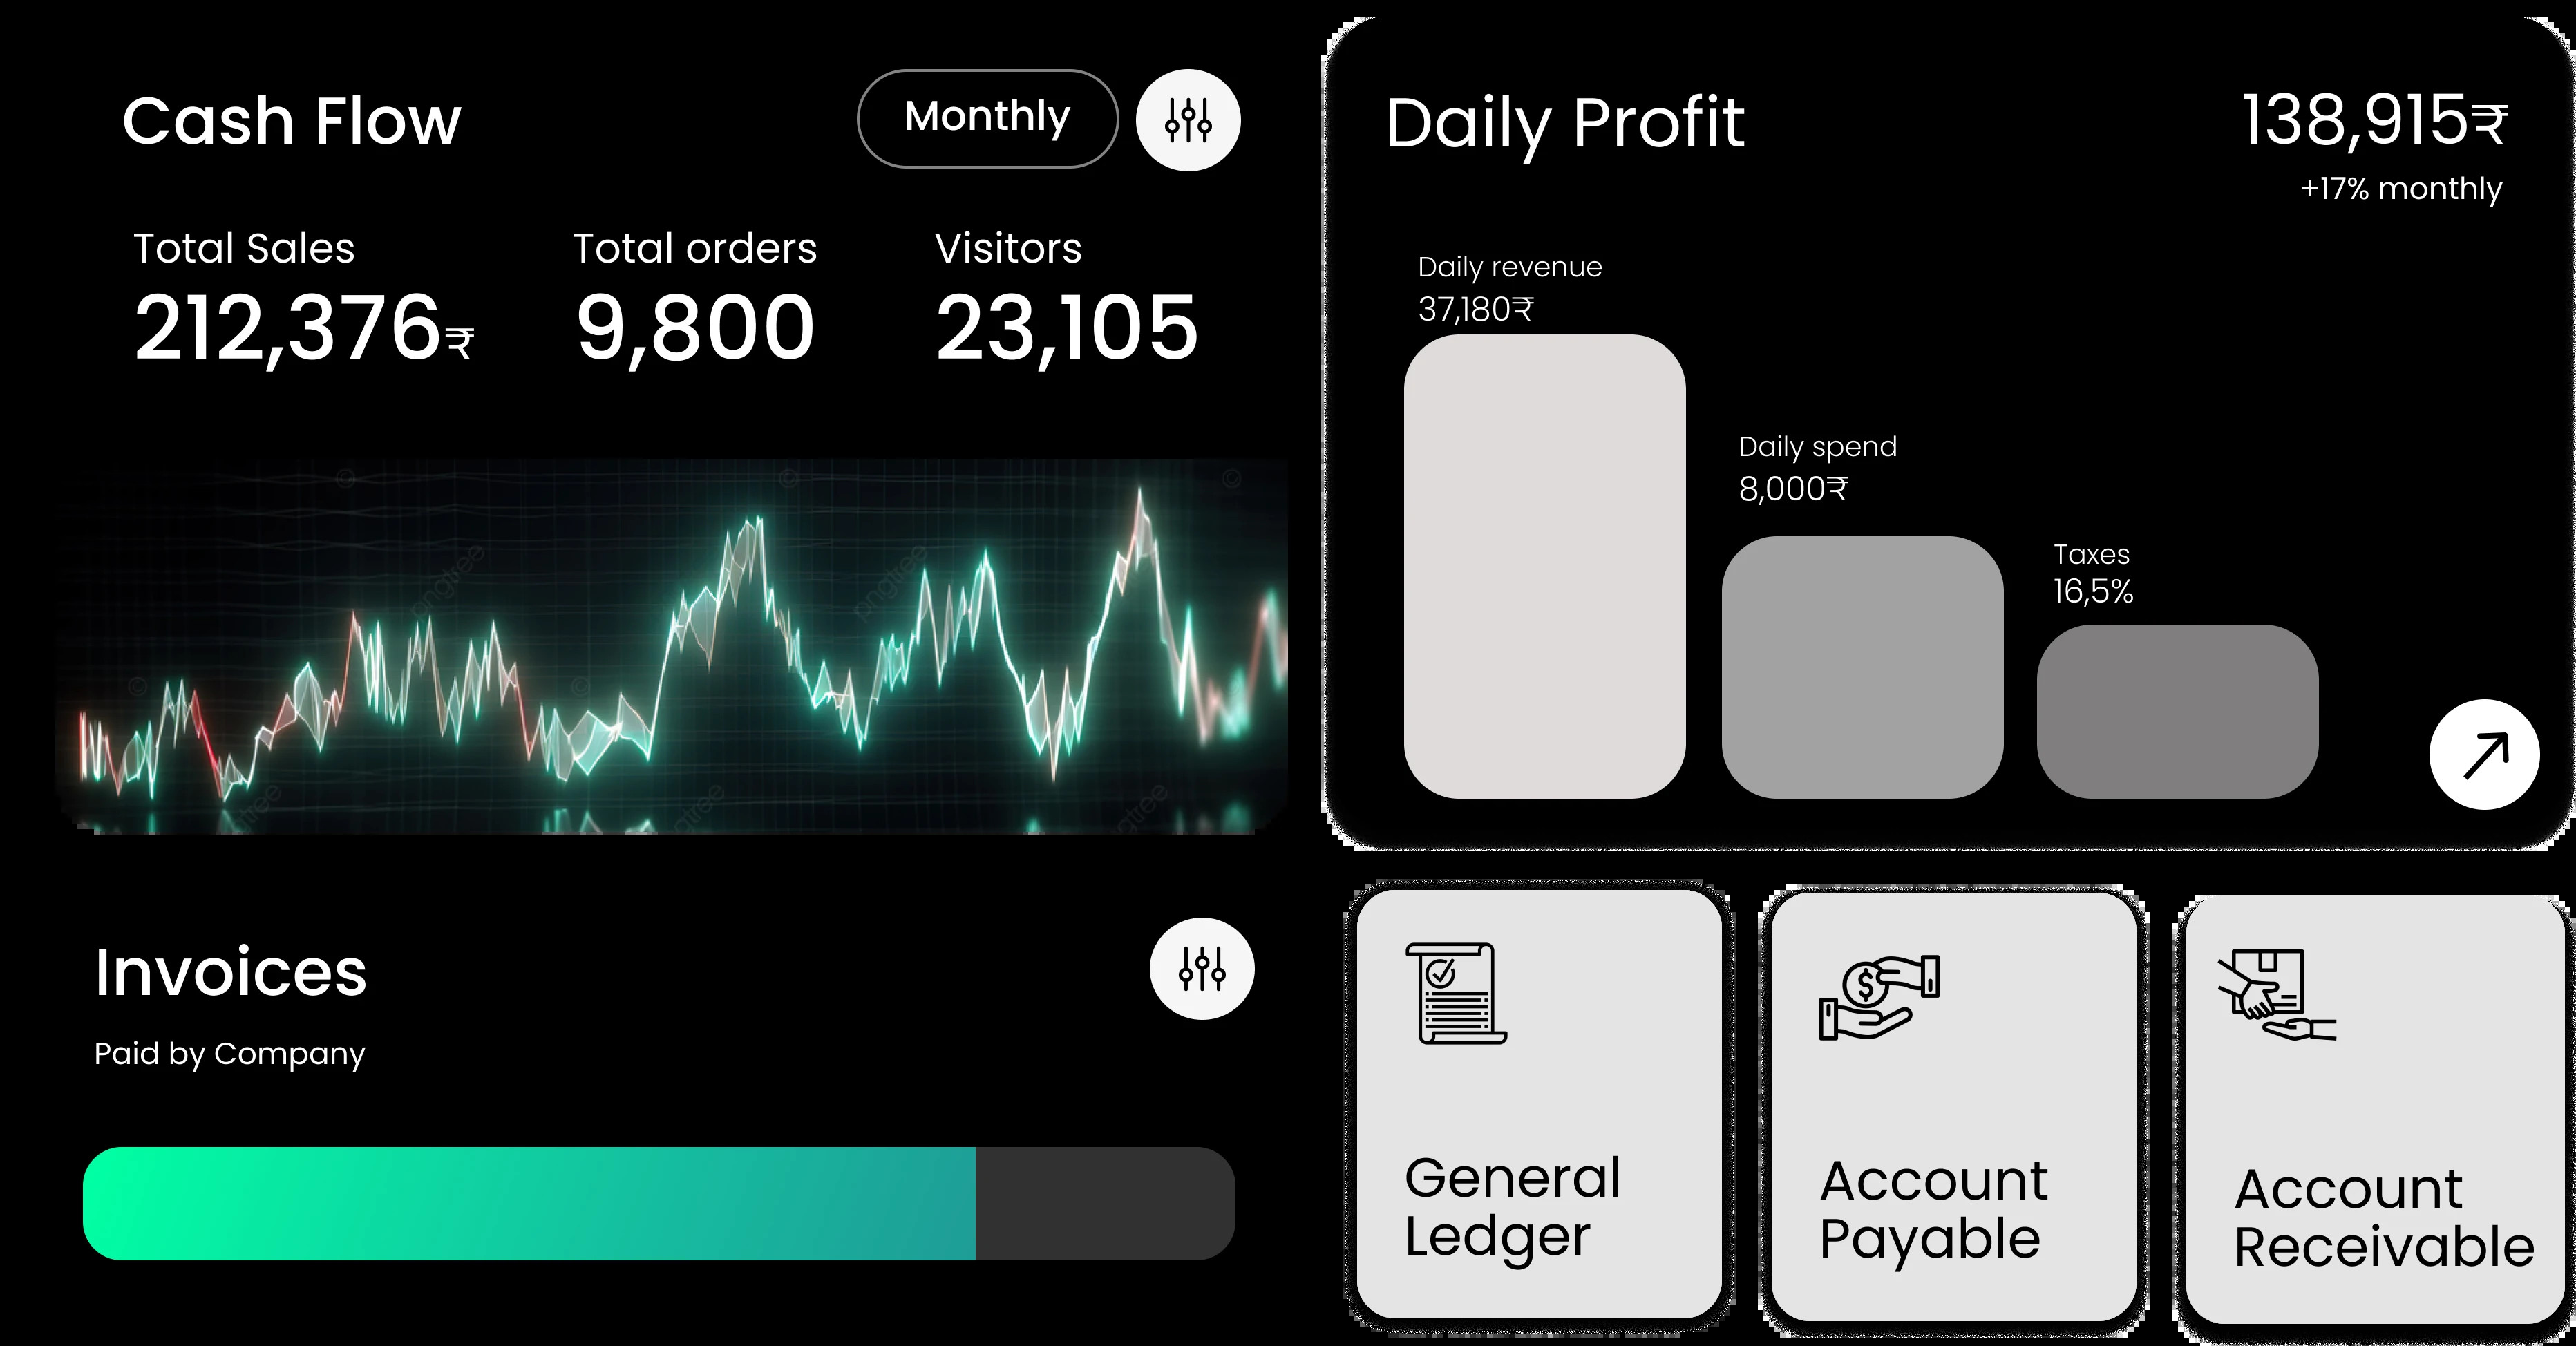 Cash Flow
Monthly
Total Sales
212,376₹
Total orders
9,800
Visitors
23,105
pngtree
pngtree
Daily Profit
138,915₹
+17% monthly
Daily revenue
37,180₹
Daily spend
8,000₹
Taxes
16,5%
Invoices
Paid by Company
General
Ledger
Account
Payable
Account
Receivable